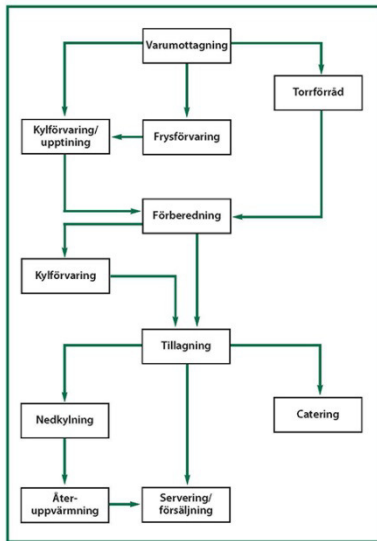 Varumottagning
Torrförråd
Kylförvaring/
upptining
Frysförvaring
Förberedning
Kylförvaring
Tillagning
Nedkylning
Catering
Åter-
uppvärmning
Servering/
försäljning